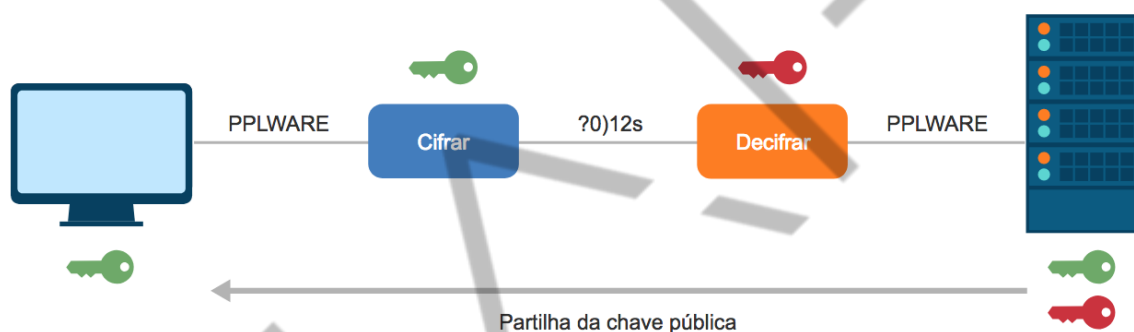 PPLWARE
Cifrar
?0)12s
Decifrar
PPLWARE
Partilha da chave pública